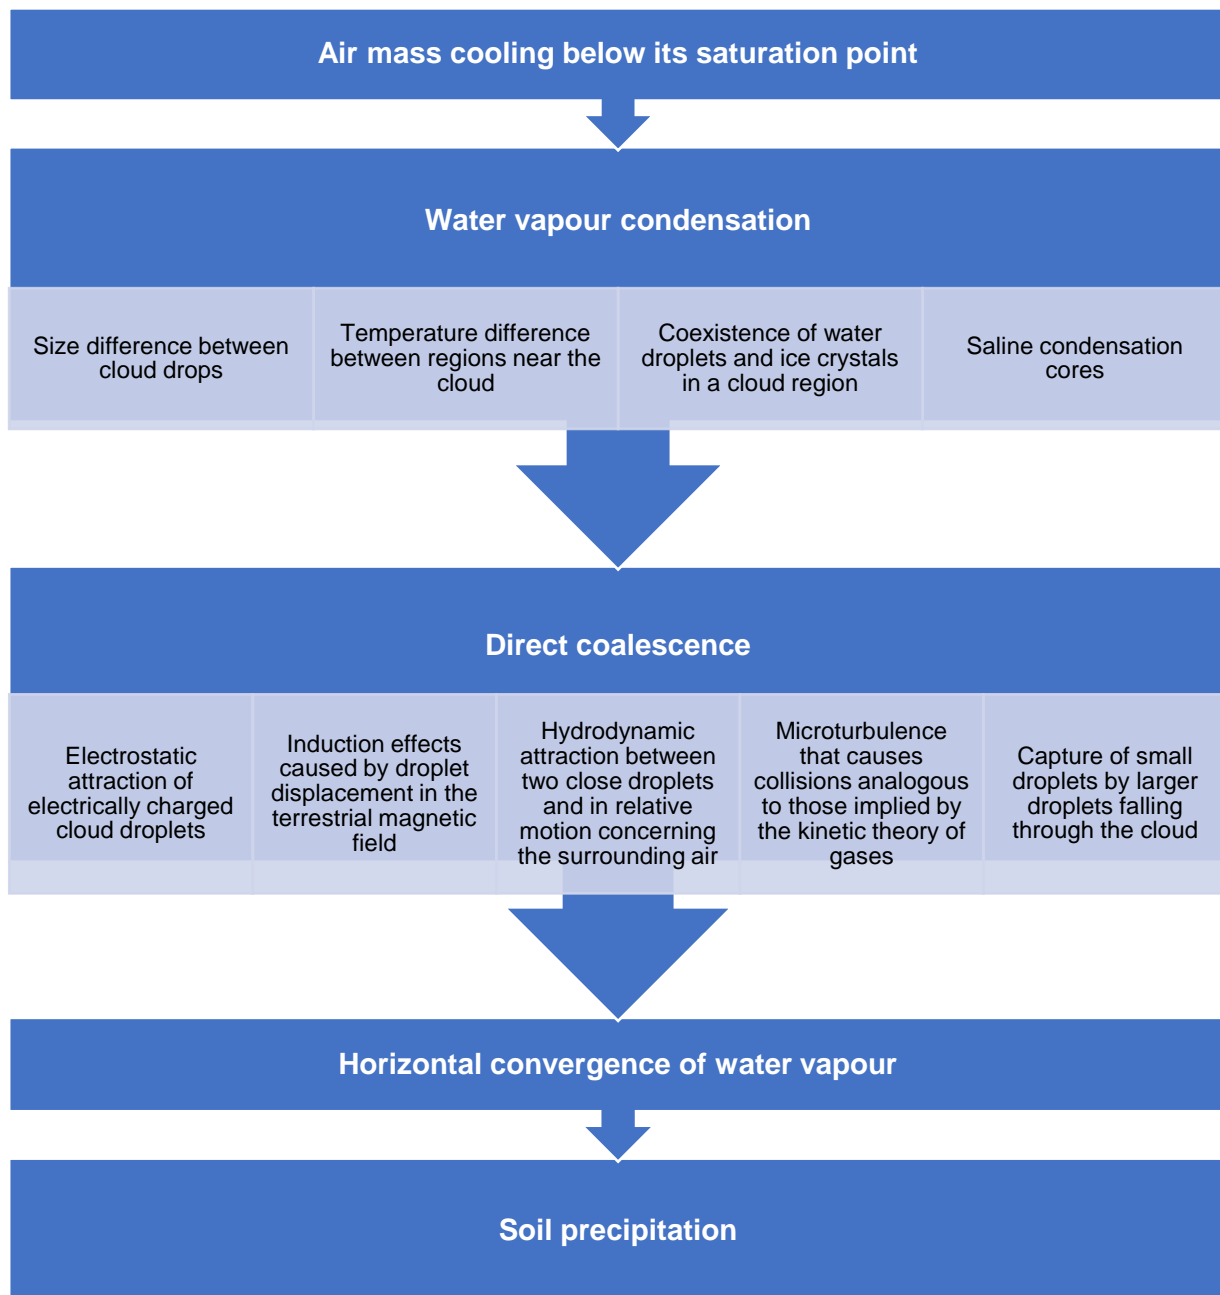 Air mass cooling below its saturation point
Water vapour condensation
Size difference between
cloud drops
Temperature difference
between regions near the
cloud
Coexistence of water
droplets and ice crystals
in a cloud region
Saline condensation
cores
Direct coalescence
Electrostatic
attraction of
electrically charged
cloud droplets
Induction effects
caused by droplet
displacement in the
terrestrial magnetic
field
Hydrodynamic
attraction between
two close droplets
and in relative
motion concerning
the surrounding air
Microturbulence
that causes
collisions analogous
to those implied by
the kinetic theory of
gases
Capture of small
droplets by larger
droplets falling
through the cloud
Horizontal convergence of water vapour
Soil precipitation